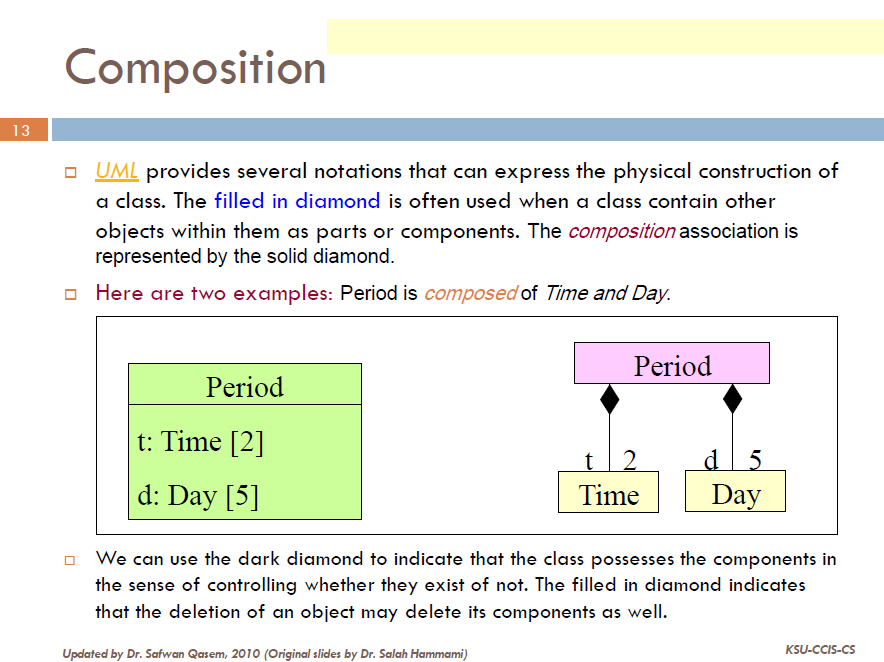 Composition
13
UML provides several notations that can express the physical construction of
a class. The filled in diamond is often used when a class contain other
objects within them as parts or components. The composition association is
represented by the solid diamond.
Here are two examples: Period is composed of Time and Day.
Period
t: Time [2]
d: Day [5]
Period
t 2 d 5
Time Day
We can use the dark diamond to indicate that the class possesses the components in
the sense of controlling whether they exist of not. The filled in diamond indicates
that the deletion of an object may delete its components as well.
Updated by Dr. Safwan Qasem, 2010 (Original slides by Dr. Salah Hammami)
KSU-CCIS-CS